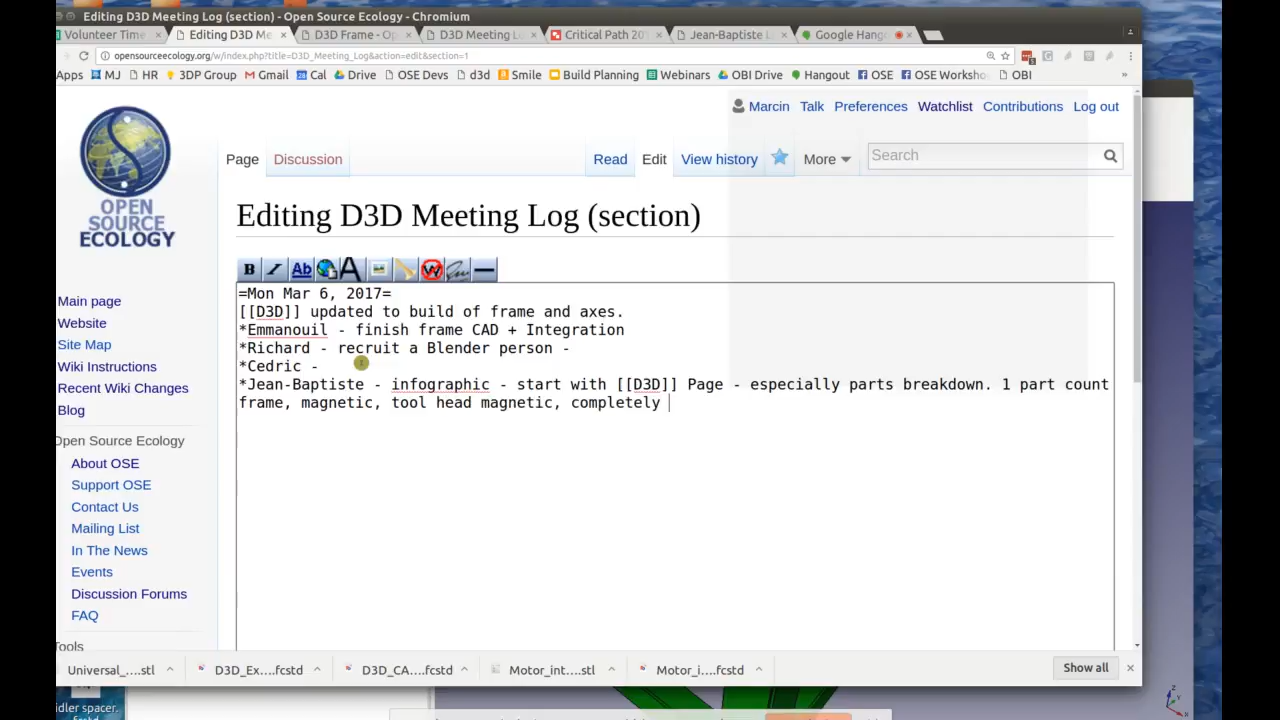 Editing D3D Meeting Log (section) - Open Source Ecology - Chromium
Volunteer Time
Editing D3D Me
D3D Frame - Op
D3D Meeting Lo
Critical Path 201
Jean-Baptiste L
Google Hang
opensourceecology.org/w/index.php?title=D3D_Meeting_Log&action=edit&section=1
Apps MJ HR 3DP Group Gmail Cal Drive OSE Devs d3d Smile Build Planning Webinars OBI Drive Hangout OSE OSE Worksho OBI »
Marcin Talk Preferences Watchlist Contributions Log out
Page Discussion Read Edit View history More Search
OPEN
SOURCE
ECOLOGY
Editing D3D Meeting Log (section)
B I Ab A W
=Mon Mar 6, 2017=
[[D3D]] updated to build of frame and axes.
*Emmanouil - finish frame CAD + Integration
*Richard - recruit a Blender person -
*Cedric -
*Jean-Baptiste - infographic - start with [[D3D]] Page - especially parts breakdown. 1 part count
frame, magnetic, tool head magnetic, completely
Main page
Website
Site Map
Wiki Instructions
Recent Wiki Changes
Blog
Open Source Ecology
About OSE
Support OSE
Contact Us
Mailing List
In The News
Events
Discussion Forums
FAQ
Tools
Universal_....stl
D3D_Ex....fcstd
D3D_CA....fcstd
Motor_int....stl
Motor_i....fcstd
Show all
idler spacer.
fcstd
Z
Y
X